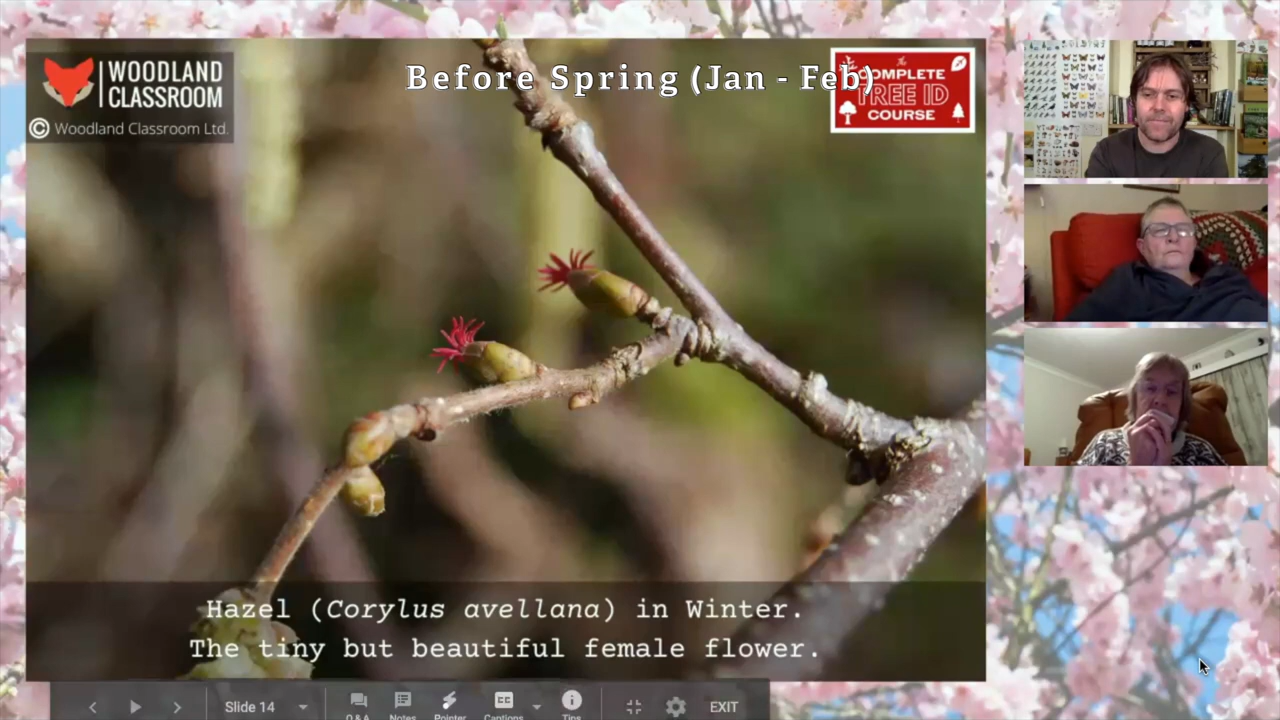 WOODLAND
CLASSROOM
© Woodland Classroom Ltd.
Before Spring (Jan - Feb)
The
COMPLETE
TREE ID
COURSE
Hazel (Corylus avellana) in Winter.
The tiny but beautiful female flower.
Slide 14
Q & A
Notes
Pointer
Captions
Tips
EXIT